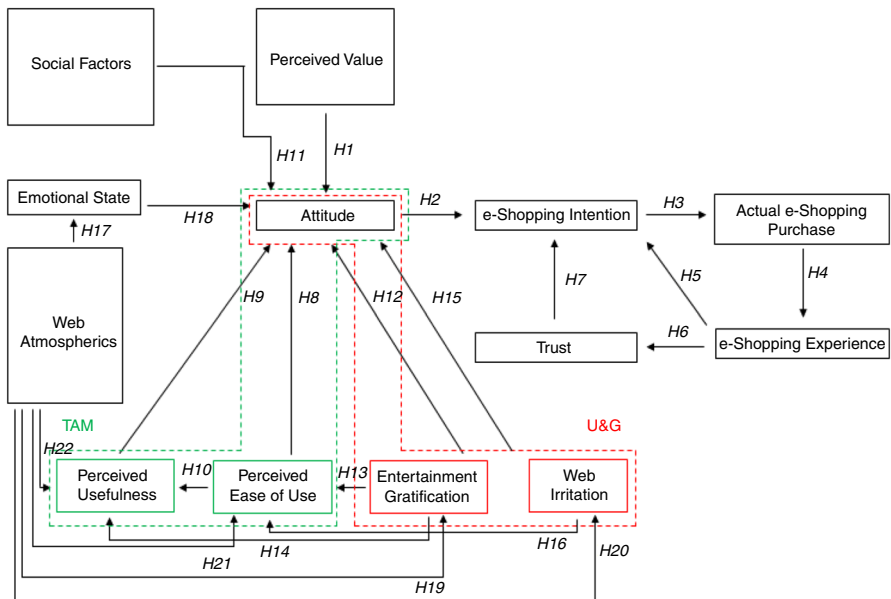 Social Factors
Perceived Value
H11
H1
Emotional State
H18
Attitude
H2
e-Shopping Intention
H3
Actual e-Shopping
Purchase
H17
H9
H8
H12
H15
H7
H5
H4
Web
Atmospherics
Trust
H6
e-Shopping Experience
TAM
U&G
H22
Perceived
Usefulness
H10
Perceived
Ease of Use
H13
Entertainment
Gratification
Web
Irritation
H21
H14
H19
H16
H20